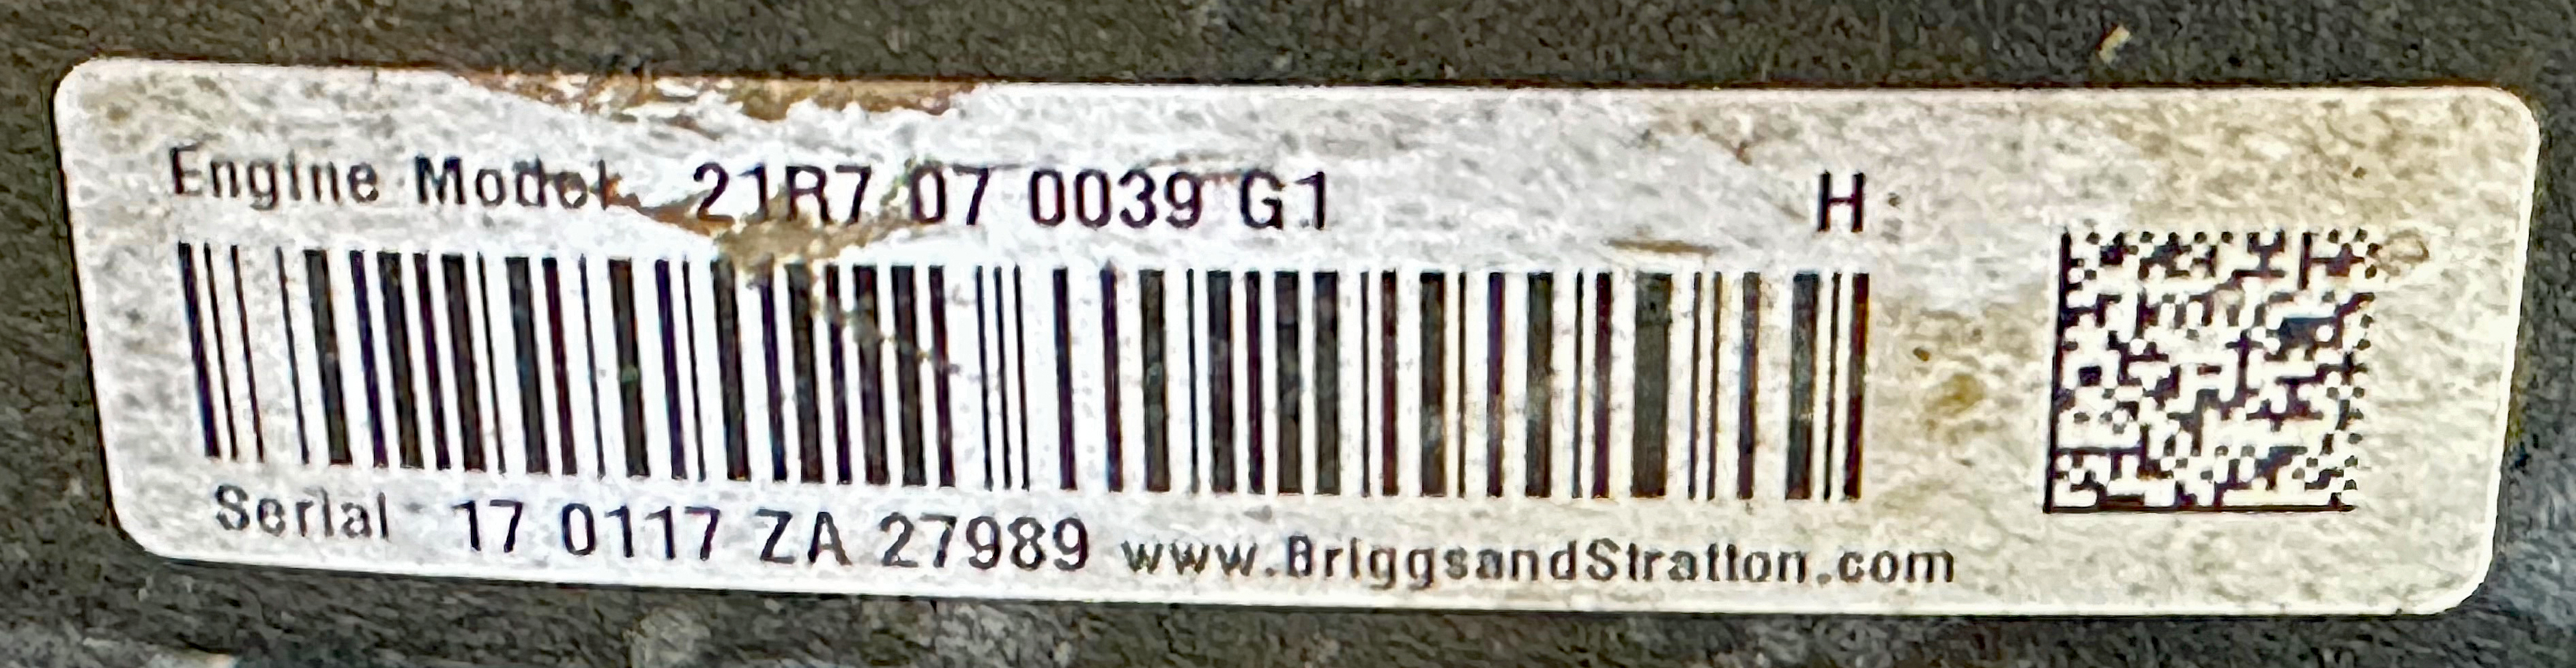 Engine Model 21R7 07 0039 G1 H
Serial 17 0117 ZA 27989 www.BriggsandStratton.com